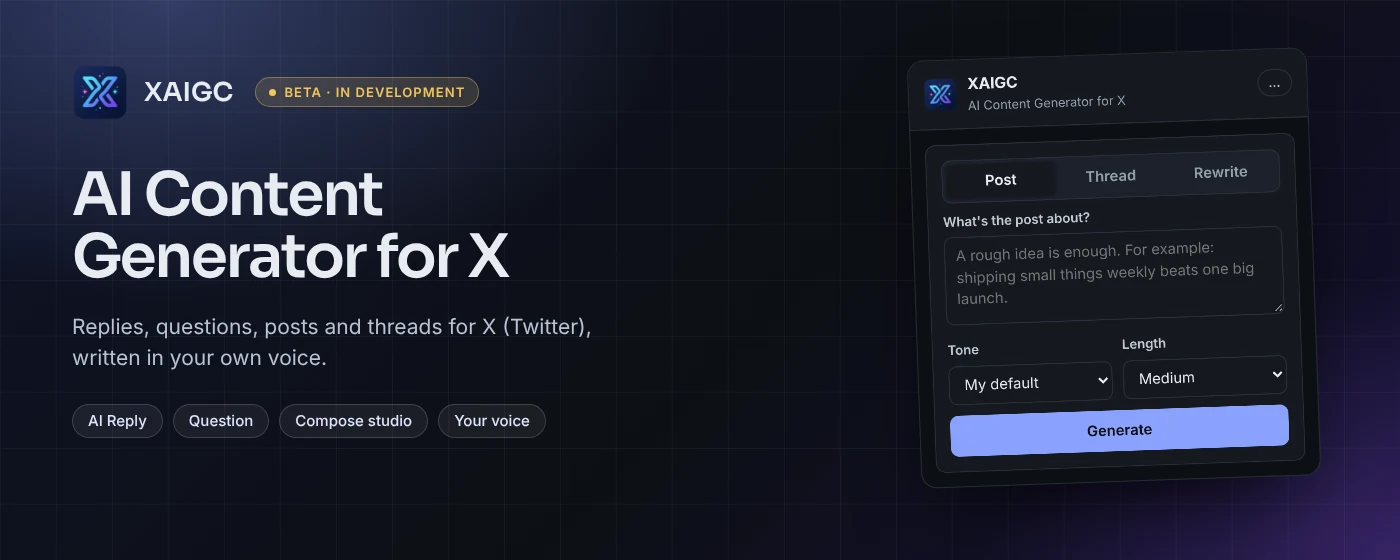 XAIGC
BETA · IN DEVELOPMENT
AI Content
Generator for X
Replies, questions, posts and threads for X (Twitter),
written in your own voice.
AI Reply
Question
Compose studio
Your voice
XAIGC
AI Content Generator for X
...
Post
Thread
Rewrite
What's the post about?
A rough idea is enough. For example:
shipping small things weekly beats one big
launch.
Tone
Length
My default
Medium
Generate